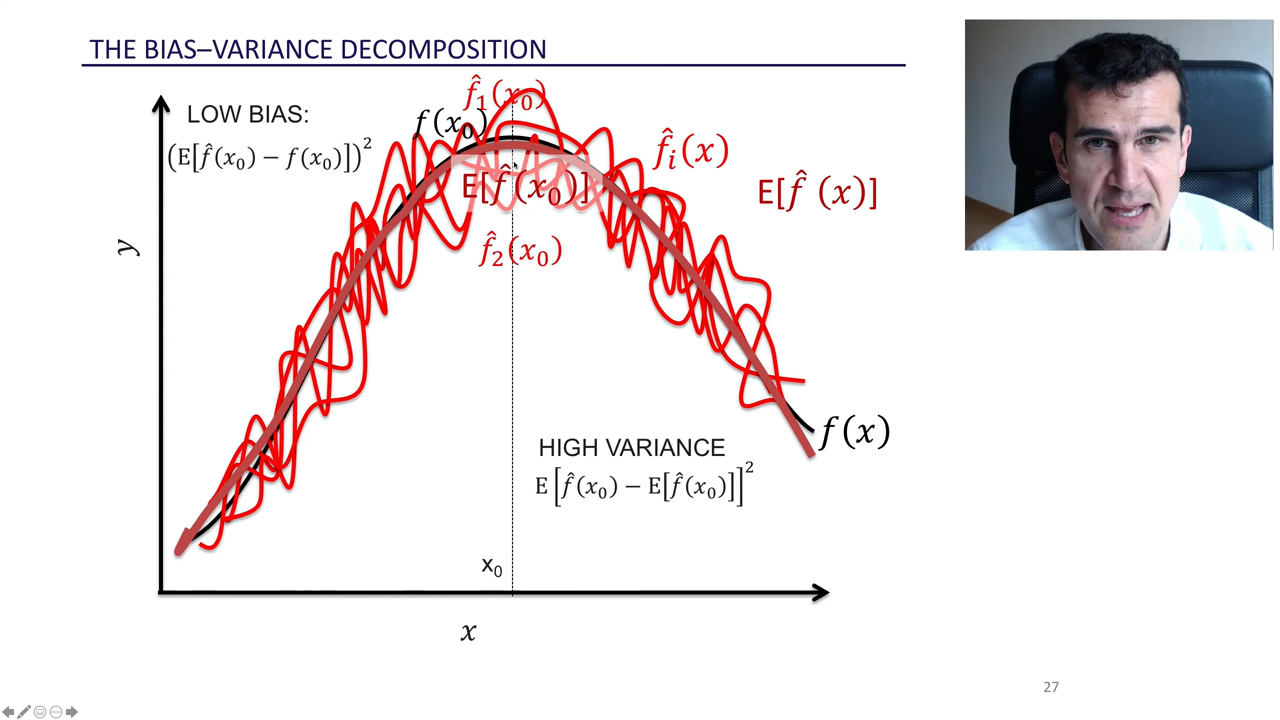 THE BIAS–VARIANCE DECOMPOSITION
LOW BIAS:
(E[f̂(x₀) − f(x₀)])²
f̂₁(x₀)
f(x₀)
f̂ᵢ(x)
E[f̂(x₀)]
E[f̂ (x)]
f̂₂(x₀)
y
f(x)
HIGH VARIANCE
E[f̂(x₀) − E[f̂(x₀)]]²
x₀
x
27